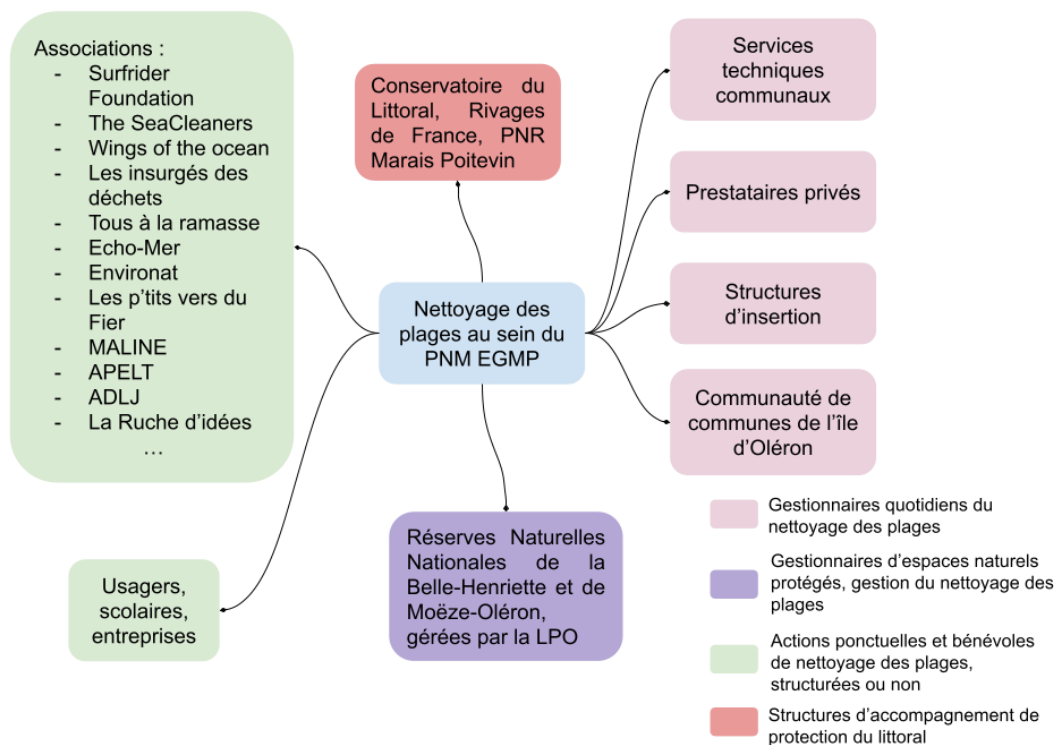 Associations :
- Surfrider
Foundation
- The SeaCleaners
- Wings of the ocean
- Les insurgés des
déchets
- Tous à la ramasse
- Echo-Mer
- Environat
- Les p'tits vers du
Fier
- MALINE
- APELT
- ADLJ
- La Ruche d'idées
...
Usagers,
scolaires,
entreprises
Conservatoire du
Littoral, Rivages
de France, PNR
Marais Poitevin
Nettoyage des
plages au sein du
PNM EGMP
Réserves Naturelles
Nationales de la
Belle-Henriette et de
Moëze-Oléron,
gérées par la LPO
Services
techniques
communaux
Prestataires privés
Structures
d'insertion
Communauté de
communes de l'île
d'Oléron
Gestionnaires quotidiens du
nettoyage des plages
Gestionnaires d'espaces naturels
protégés, gestion du nettoyage des
plages
Actions ponctuelles et bénévoles
de nettoyage des plages,
structurées ou non
Structures d'accompagnement de
protection du littoral